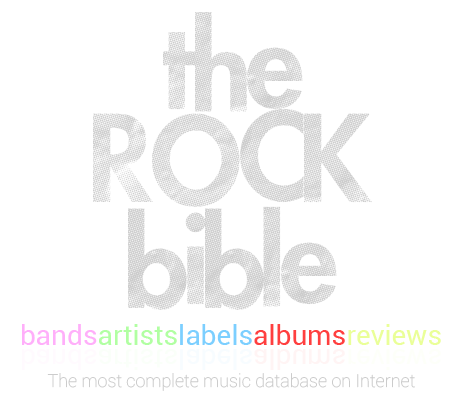 the
ROCK
bible
bandsartistslabelsalbumsreviews
The most complete music database on Internet